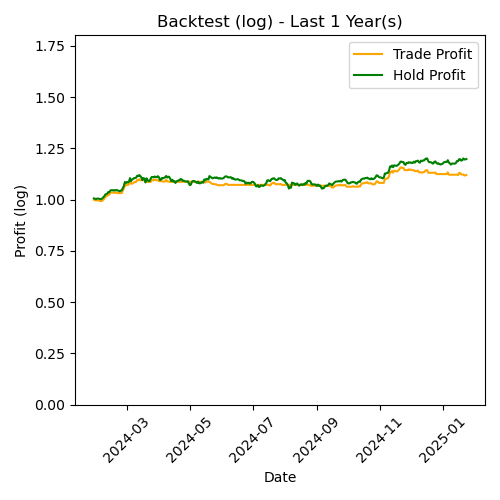 Backtest (log) - Last 1 Year(s)
Trade Profit
Hold Profit
Profit (log)
1.75
1.50
1.25
1.00
0.75
0.50
0.25
0.00
2024-03
2024-05
2024-07
2024-09
2024-11
2025-01
Date